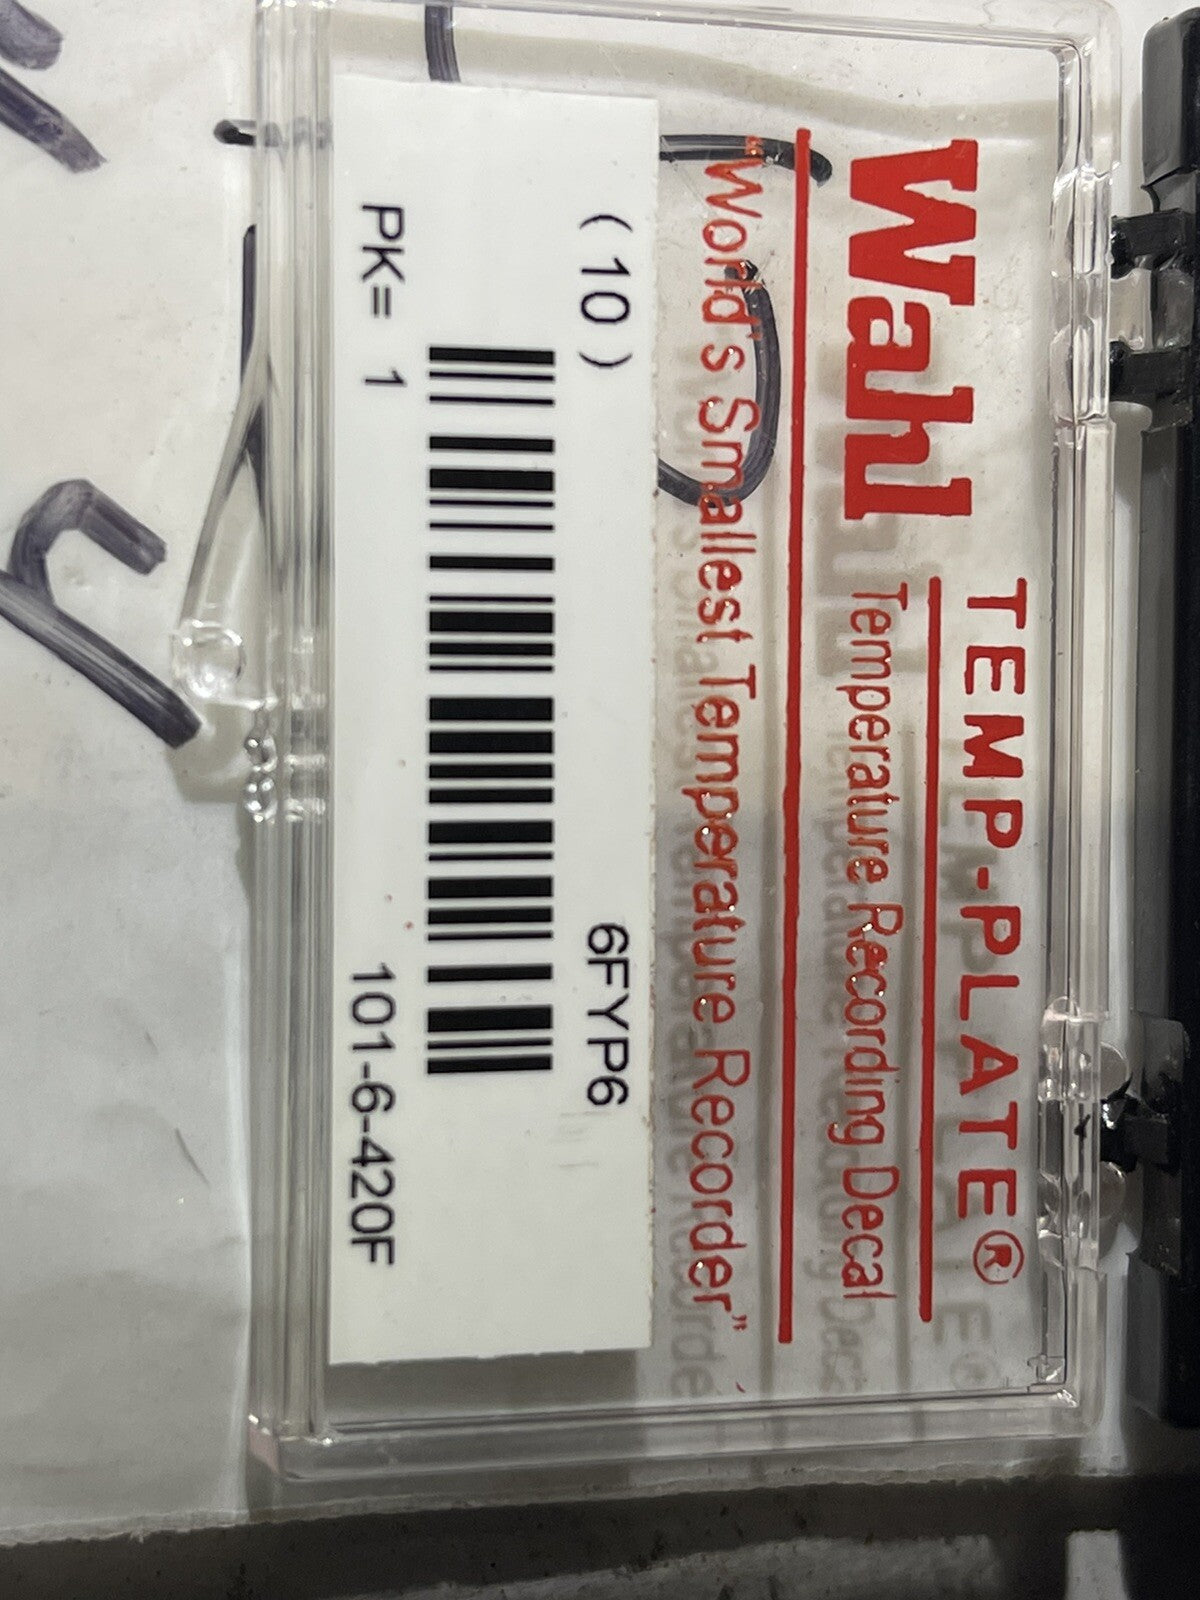 Wahl TEMP-PLATE®
Temperature Recording Decal
"World's Smallest Temperature Recorder"
(10) 6FYP6
PK= 1 101-6-420F